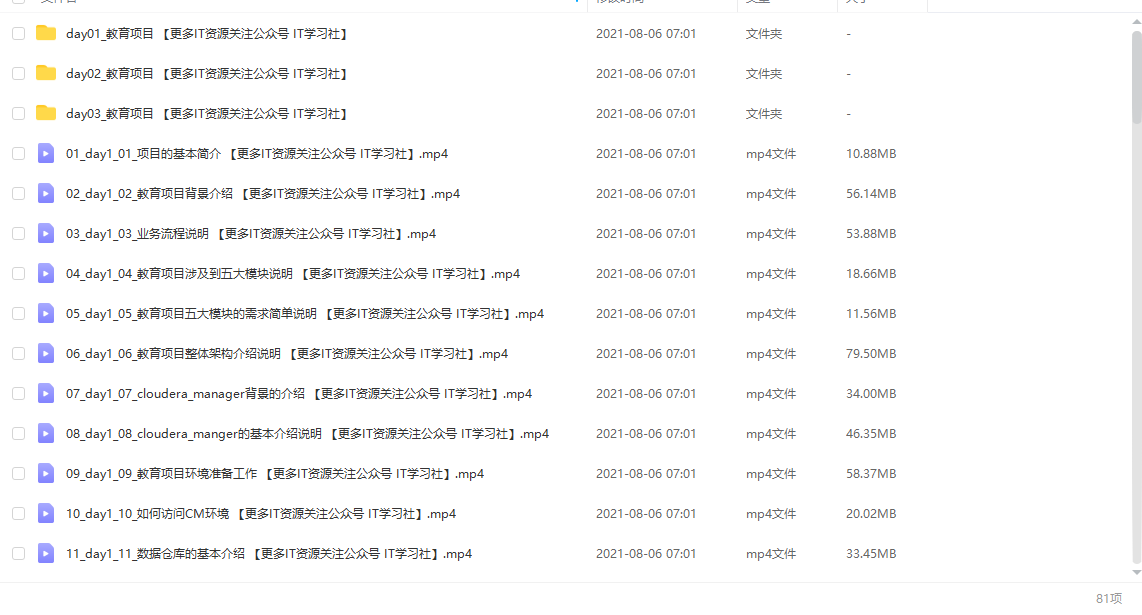 day01_教育项目 【更多IT资源关注公众号 IT学习社】 2021-08-06 07:01 文件夹 -
day02_教育项目 【更多IT资源关注公众号 IT学习社】 2021-08-06 07:01 文件夹 -
day03_教育项目 【更多IT资源关注公众号 IT学习社】 2021-08-06 07:01 文件夹 -
01_day1_01_项目的基本简介 【更多IT资源关注公众号 IT学习社】.mp4 2021-08-06 07:01 mp4文件 10.88MB
02_day1_02_教育项目背景介绍 【更多IT资源关注公众号 IT学习社】.mp4 2021-08-06 07:01 mp4文件 56.14MB
03_day1_03_业务流程说明 【更多IT资源关注公众号 IT学习社】.mp4 2021-08-06 07:01 mp4文件 53.88MB
04_day1_04_教育项目涉及到五大模块说明 【更多IT资源关注公众号 IT学习社】.mp4 2021-08-06 07:01 mp4文件 18.66MB
05_day1_05_教育项目五大模块的需求简单说明 【更多IT资源关注公众号 IT学习社】.mp4 2021-08-06 07:01 mp4文件 11.56MB
06_day1_06_教育项目整体架构介绍说明 【更多IT资源关注公众号 IT学习社】.mp4 2021-08-06 07:01 mp4文件 79.50MB
07_day1_07_cloudera_manager背景的介绍 【更多IT资源关注公众号 IT学习社】.mp4 2021-08-06 07:01 mp4文件 34.00MB
08_day1_08_cloudera_manger的基本介绍说明 【更多IT资源关注公众号 IT学习社】.mp4 2021-08-06 07:01 mp4文件 46.35MB
09_day1_09_教育项目环境准备工作 【更多IT资源关注公众号 IT学习社】.mp4 2021-08-06 07:01 mp4文件 58.37MB
10_day1_10_如何访问CM环境 【更多IT资源关注公众号 IT学习社】.mp4 2021-08-06 07:01 mp4文件 20.02MB
11_day1_11_数据仓库的基本介绍 【更多IT资源关注公众号 IT学习社】.mp4 2021-08-06 07:01 mp4文件 33.45MB
81项